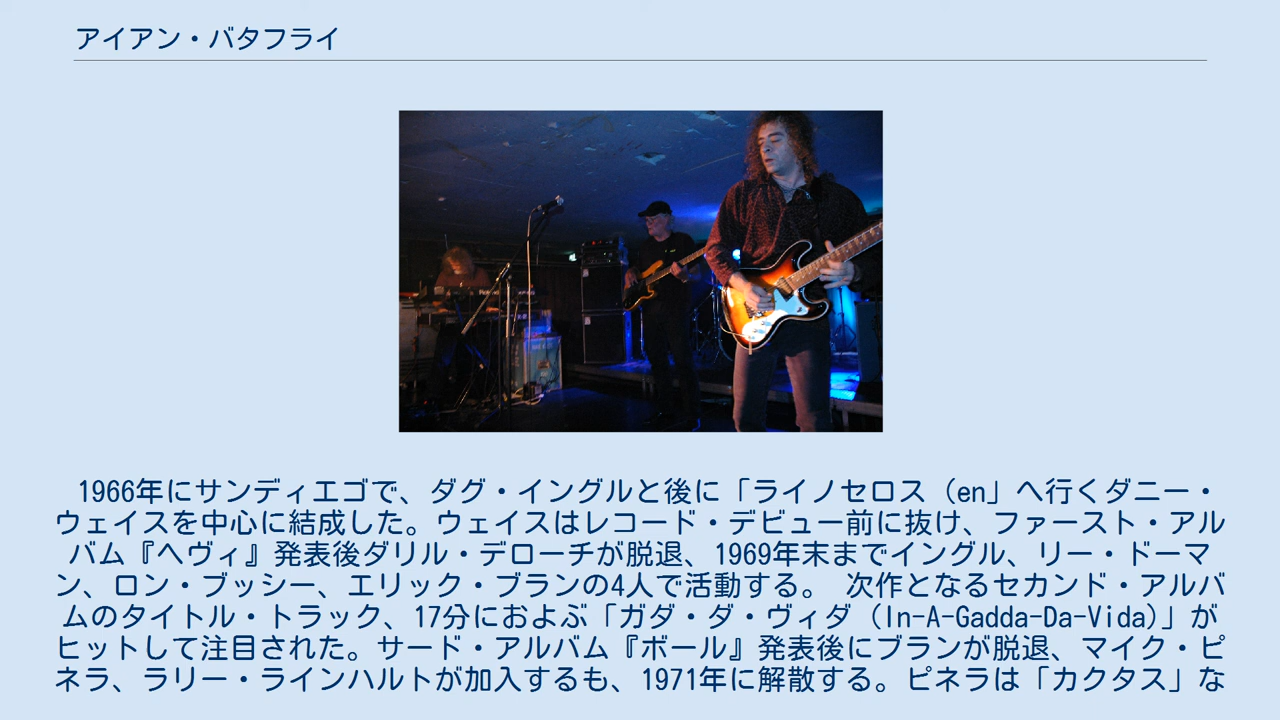 アイアン・バタフライ
1966年にサンディエゴで、ダグ・イングルと後に「ライノセロス（en」へ行くダニー・
ウェイスを中心に結成した。ウェイスはレコード・デビュー前に抜け、ファースト・アル
バム『ヘヴィ』発表後ダリル・デローチが脱退、1969年末までイングル、リー・ドーマ
ン、ロン・ブッシー、エリック・ブランの4人で活動する。 次作となるセカンド・アルバ
ムのタイトル・トラック、17分におよぶ「ガダ・ダ・ヴィダ（In-A-Gadda-Da-Vida)」が
ヒットして注目された。サード・アルバム『ボール』発表後にブランが脱退、マイク・ピ
ネラ、ラリー・ラインハルトが加入するも、1971年に解散する。ピネラは「カクタス」な